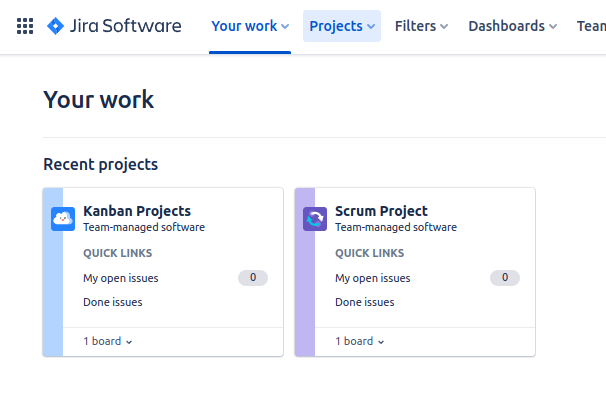 Jira Software Your work Projects Filters Dashboards
Your work
Recent projects
Kanban Projects
Team-managed software
QUICK LINKS
My open issues 0
Done issues
1 board
Scrum Project
Team-managed software
QUICK LINKS
My open issues 0
Done issues
1 board